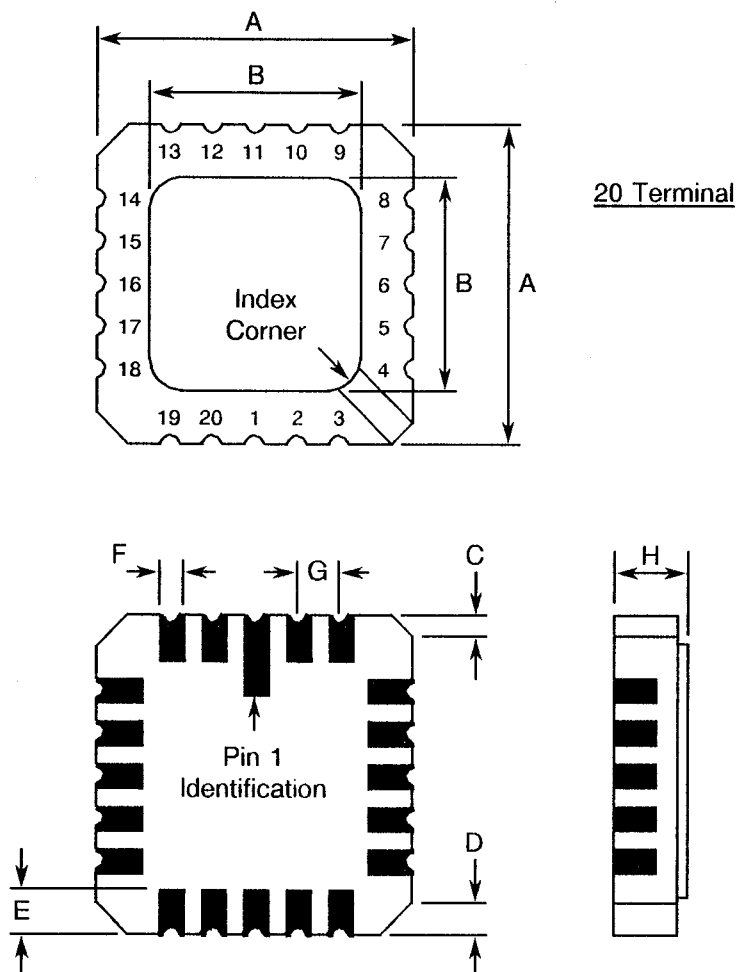 A
B
13 12 11 10 9
20 Terminal
14 8
15 7
16 6
17 5
18 4
B
A
Index
Corner
19 20 1 2 3
F
G
C
H
Pin 1
Identification
D
E